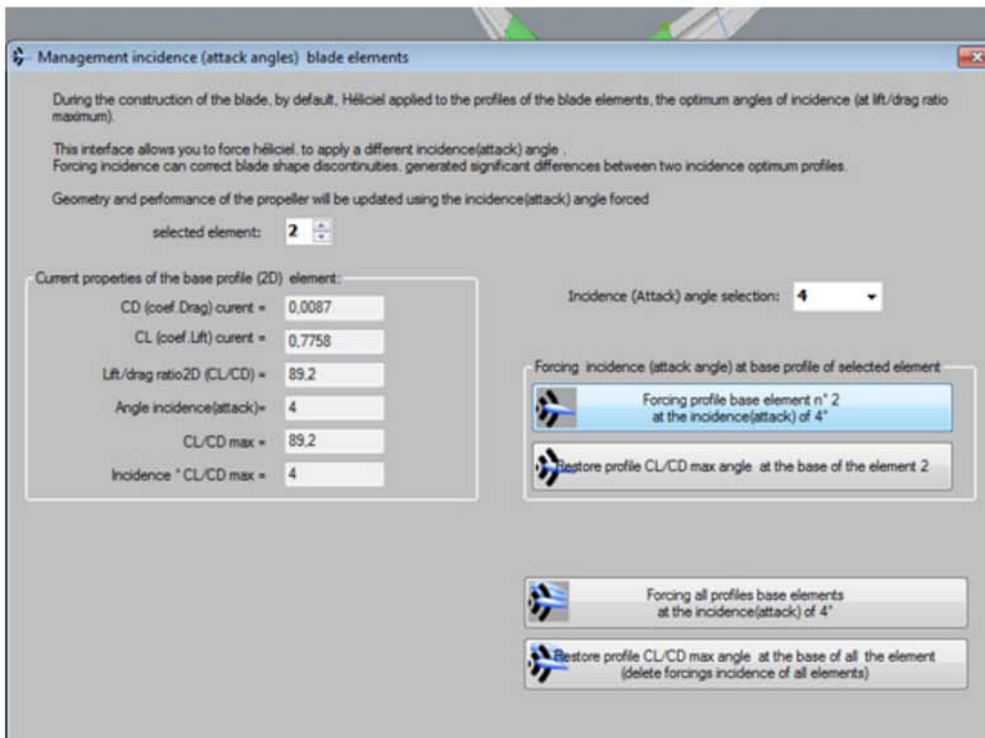 Management incidence (attack angles) blade elements
During the construction of the blade, by default, Héliciel applied to the profiles of the blade elements, the optimum angles of incidence (at lift/drag ratio
maximum).
This interface allows you to force héliciel. to apply a different incidence(attack) angle .
Forcing incidence can correct blade shape discontinuities. generated significant differences between two incidence optimum profiles.
Geometry and performance of the propeller will be updated using the incidence(attack) angle forced
selected element: 2
Current properties of the base profile (2D) element:
CD (coef.Drag) curent = 0,0087
CL (coef.Lift) curent = 0,7758
Lift/drag ratio2D (CL/CD) = 89,2
Angle incidence(attack)= 4
CL/CD max = 89,2
Incidence ° CL/CD max = 4
Incidence (Attack) angle selection: 4
Forcing incidence (attack angle) at base profile of selected element
Forcing profile base element n° 2
at the incidence(attack) of 4°
Restore profile CL/CD max angle at the base of the element 2
Forcing all profiles base elements
at the incidence(attack) of 4°
Restore profile CL/CD max angle at the base of all the element
(delete forcings incidence of all elements)